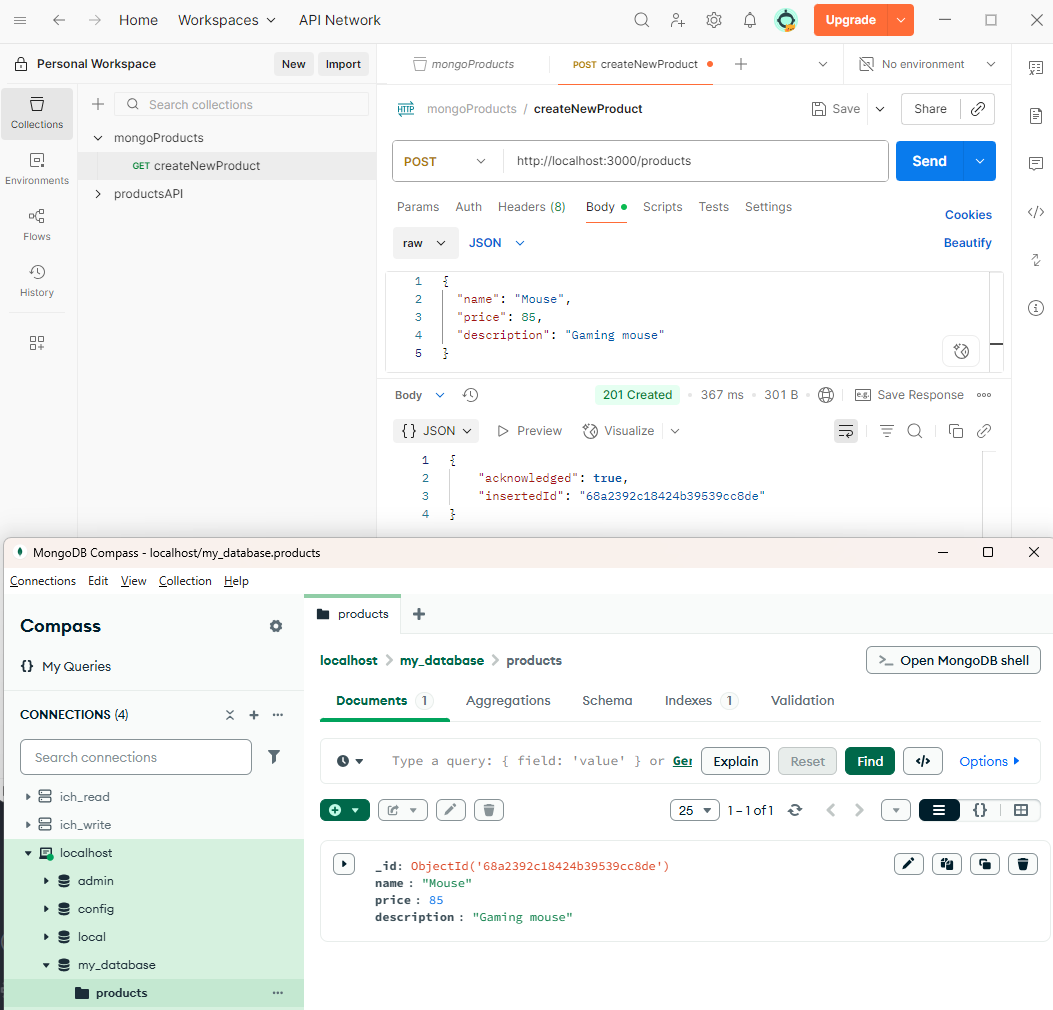 Home Workspaces API Network Upgrade
Personal Workspace New Import mongoProducts POST createNewProduct No environment
Collections
Search collections
mongoProducts / createNewProduct Save Share
HTTP
mongoProducts
GET createNewProduct
productsAPI
Environments
Flows
History
POST http://localhost:3000/products Send
Params Auth Headers (8) Body Scripts Tests Settings Cookies
raw JSON Beautify
1 {
2 "name": "Mouse",
3 "price": 85,
4 "description": "Gaming mouse"
5 }
Body 201 Created 367 ms 301 B e.g. Save Response
{} JSON Preview Visualize
1 {
2 "acknowledged": true,
3 "insertedId": "68a2392c18424b39539cc8de"
4 }
MongoDB Compass - localhost/my_database.products
Connections Edit View Collection Help
Compass
{} My Queries
CONNECTIONS (4)
Search connections
ich_read
ich_write
localhost
admin
config
local
my_database
products
products
localhost > my_database > products >_ Open MongoDB shell
Documents 1 Aggregations Schema Indexes 1 Validation
Type a query: { field: 'value' } or Ger Explain Reset Find </> Options
25 1 – 1 of 1 {}
_id: ObjectId('68a2392c18424b39539cc8de')
name : "Mouse"
price : 85
description : "Gaming mouse"